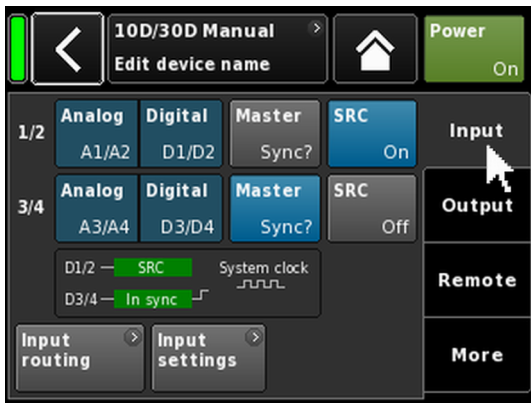 10D/30D Manual
Edit device name
Power
On
1/2
Analog
A1/A2
Digital
D1/D2
Master
Sync?
SRC
On
Input
3/4
Analog
A3/A4
Digital
D3/D4
Master
Sync?
SRC
Off
Output
D1/2
SRC
System clock
D3/4
In sync
Remote
Input
routing
Input
settings
More